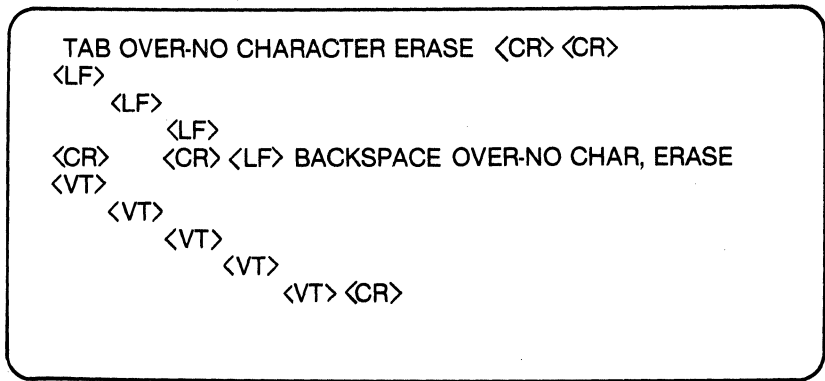 TAB OVER-NO CHARACTER ERASE <CR> <CR>
<LF>
<LF>
<LF>
<CR> <CR> <LF> BACKSPACE OVER-NO CHAR, ERASE
<VT>
<VT>
<VT>
<VT>
<VT> <CR>